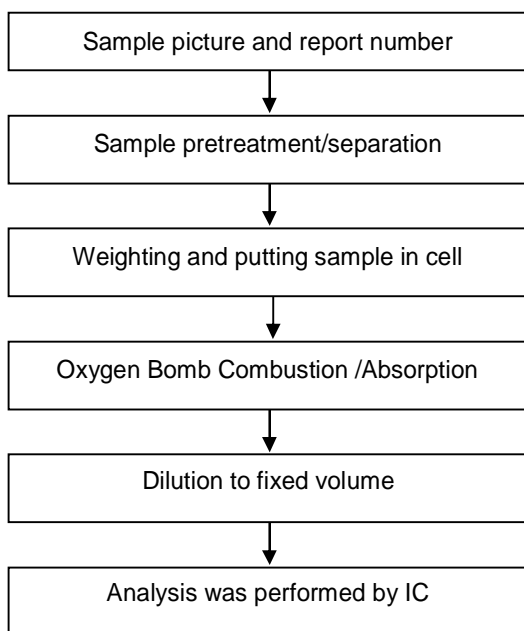 Sample picture and report number
Sample pretreatment/separation
Weighting and putting sample in cell
Oxygen Bomb Combustion /Absorption
Dilution to fixed volume
Analysis was performed by IC